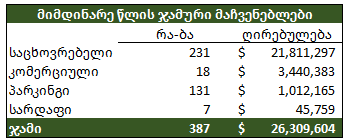 მიმდინარე წლის ჯამური მაჩვენებლები
რა-ბა ღირებულება
საცხოვრებელი 231 $ 21,811,297
კომერციული 18 $ 3,440,383
პარკინგი 131 $ 1,012,165
სარდაფი 7 $ 45,759
ჯამი 387 $ 26,309,604